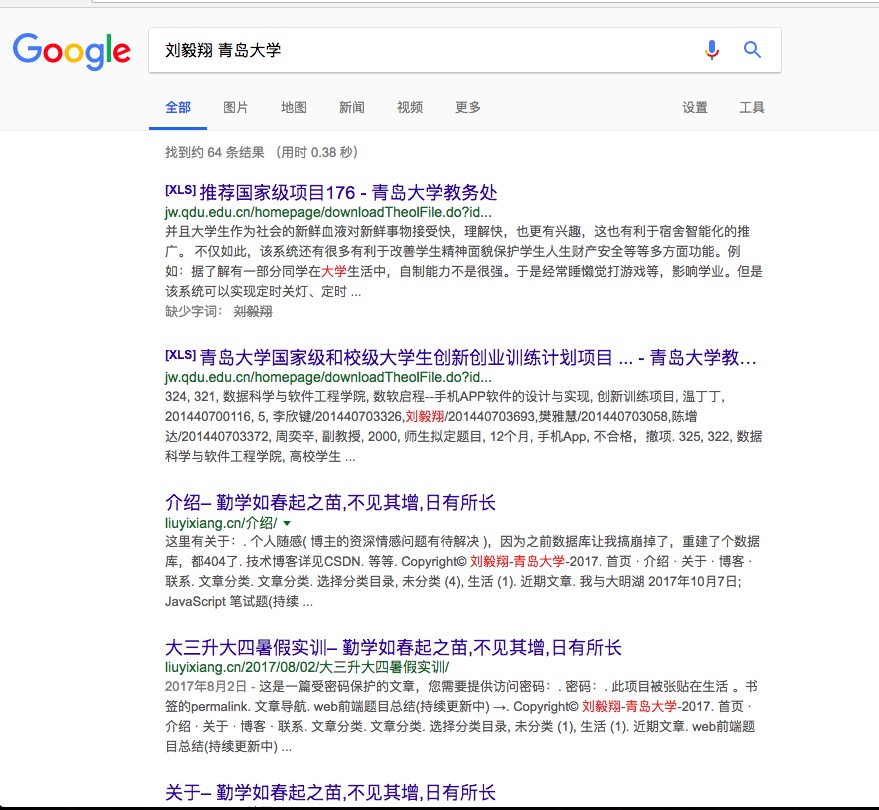 Google
刘毅翔 青岛大学
全部 图片 地图 新闻 视频 更多 设置 工具
找到约 64 条结果 （用时 0.38 秒）
[XLS] 推荐国家级项目176 - 青岛大学教务处
jw.qdu.edu.cn/homepage/downloadTheolFile.do?id...
并且大学生作为社会的新鲜血液对新鲜事物接受快，理解快，也更有兴趣，这也有利于宿舍智能化的推
广。 不仅如此，该系统还有很多有利于改善学生精神面貌保护学生人生财产安全等等多方面功能。例
如：据了解有一部分同学在大学生活中，自制能力不是很强。于是经常睡懒觉打游戏等，影响学业。但是
该系统可以实现定时关灯、定时 ...
缺少字词： 刘毅翔
[XLS] 青岛大学国家级和校级大学生创新创业训练计划项目 ... - 青岛大学教...
jw.qdu.edu.cn/homepage/downloadTheolFile.do?id...
324, 321, 数据科学与软件工程学院, 数软启程--手机APP软件的设计与实现, 创新训练项目, 温丁丁,
201440700116, 5, 李欣键/201440703326,刘毅翔/201440703693,樊雅慧/201440703058,陈增
达/201440703372, 周奕辛, 副教授, 2000, 师生拟定题目, 12个月, 手机App, 不合格，撤项. 325, 322, 数据
科学与软件工程学院, 高校学生 ...
介绍– 勤学如春起之苗,不见其增,日有所长
liuyixiang.cn/介绍/
这里有关于：. 个人随感( 博主的资深情感问题有待解决 )，因为之前数据库让我搞崩掉了，重建了个数据
库，都404了. 技术博客详见CSDN. 等等. Copyright© 刘毅翔-青岛大学-2017. 首页 · 介绍 · 关于 · 博客 ·
联系. 文章分类. 文章分类. 选择分类目录, 未分类 (4), 生活 (1). 近期文章. 我与大明湖 2017年10月7日;
JavaScript 笔试题(持续 ...
大三升大四暑假实训– 勤学如春起之苗,不见其增,日有所长
liuyixiang.cn/2017/08/02/大三升大四暑假实训/
2017年8月2日 - 这是一篇受密码保护的文章，您需要提供访问密码：. 密码：. 此项目被张贴在生活 。书
签的permalink. 文章导航. web前端题目总结(持续更新中) →. Copyright© 刘毅翔-青岛大学-2017. 首页 ·
介绍 · 关于 · 博客 · 联系. 文章分类. 文章分类. 选择分类目录, 未分类 (1), 生活 (1). 近期文章. web前端题
目总结(持续更新中) ...
关于– 勤学如春起之苗,不见其增,日有所长